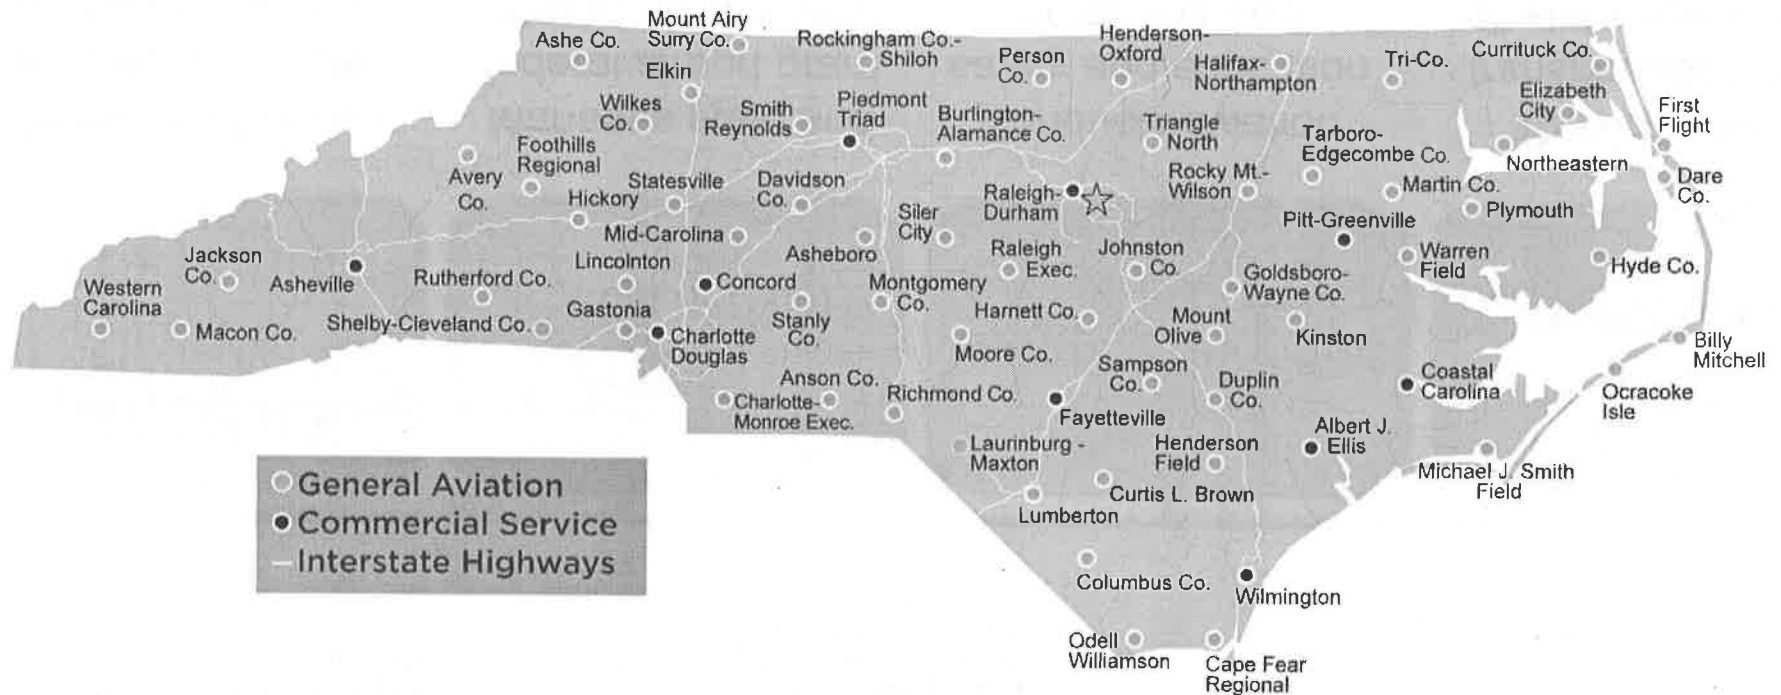 Mount Airy
Surry Co.
Ashe Co.
Elkin
Rockingham Co.-
Shiloh
Person
Co.
Henderson-
Oxford
Halifax-
Northampton
Tri-Co.
Currituck Co.
Elizabeth
City
First
Flight
Wilkes
Co.
Smith
Reynolds
Piedmont
Triad
Burlington-
Alamance Co.
Triangle
North
Tarboro-
Edgecombe Co.
Northeastern
Dare
Co.
Foothills
Regional
Avery
Co.
Hickory
Statesville
Davidson
Co.
Raleigh-
Durham
Rocky Mt.-
Wilson
Martin Co.
Plymouth
Siler
City
Pitt-Greenville
Mid-Carolina
Asheboro
Raleigh
Exec.
Johnston
Co.
Warren
Field
Hyde Co.
Jackson
Co.
Asheville
Rutherford Co.
Lincolnton
Concord
Montgomery
Co.
Goldsboro-
Wayne Co.
Western
Carolina
Macon Co.
Shelby-Cleveland Co.
Gastonia
Charlotte
Douglas
Stanly
Co.
Harnett Co.
Moore Co.
Mount
Olive
Kinston
Billy
Mitchell
Anson Co.
Charlotte-
Monroe Exec.
Richmond Co.
Fayetteville
Sampson
Co.
Duplin
Co.
Coastal
Carolina
Ocracoke
Isle
Laurinburg -
Maxton
Henderson
Field
Albert J.
Ellis
Michael J. Smith
Field
Lumberton
Curtis L. Brown
Columbus Co.
Wilmington
Odell
Williamson
Cape Fear
Regional
General Aviation
Commercial Service
Interstate Highways